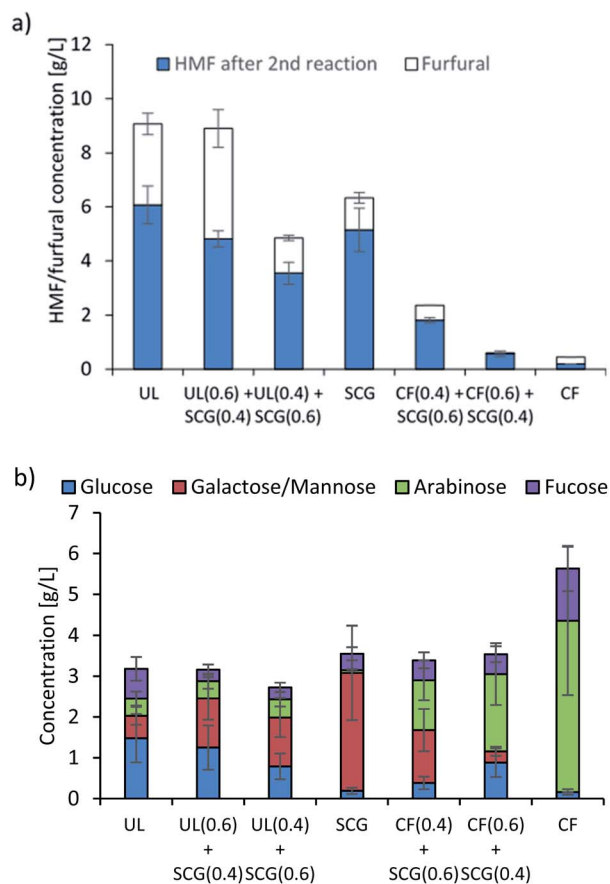 a)
HMF/furfural concentration [g/L]
12
10
8
6
4
2
0
HMF after 2nd reaction
Furfural
UL UL(0.6) +UL(0.4) + SCG CF(0.4) +CF(0.6) + CF
SCG(0.4) SCG(0.6) SCG(0.6) SCG(0.4)
b)
Glucose Galactose/Mannose Arabinose Fucose
Concentration [g/L]
7
6
5
4
3
2
1
0
UL UL(0.6) UL(0.4) SCG CF(0.4) CF(0.6) CF
+ + + +
SCG(0.4) SCG(0.6) SCG(0.6) SCG(0.4)